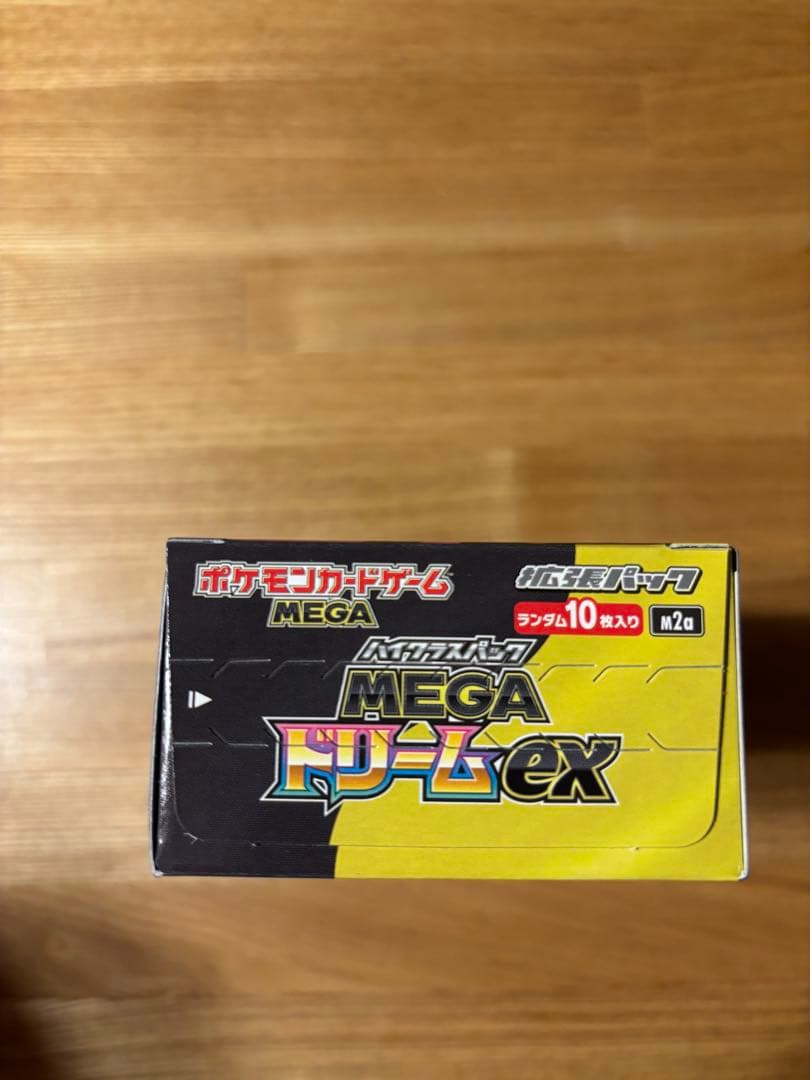 ポケモンカードゲーム
MEGA
拡張パック
ランダム10枚入り
M2a
ハイクラスパック
MEGA
ドリームex